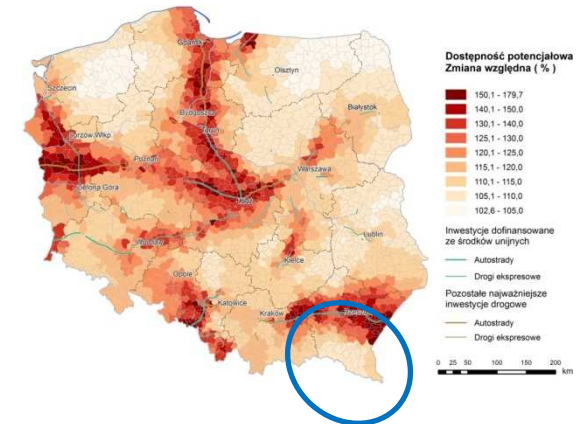 Gdańsk
Olsztyn
Szczecin
Białystok
Bydgoszcz
Toruń
Gorzów Wlkp.
Poznań
Warszawa
Zielona Góra
Łódź
Wrocław
Lublin
Kielce
Opole
Katowice
Kraków
Rzeszów
Dostępność potencjałowa
Zmiana względna ( % )
150,1 - 179,7
140,1 - 150,0
130,1 - 140,0
125,1 - 130,0
120,1 - 125,0
115,1 - 120,0
110,1 - 115,0
105,1 - 110,0
102,6 - 105,0
Inwestycje dofinansowane
ze środków unijnych
Autostrady
Drogi ekspresowe
Pozostałe najważniejsze
inwestycje drogowe
Autostrady
Drogi ekspresowe
0 25 50 100 150 200
km